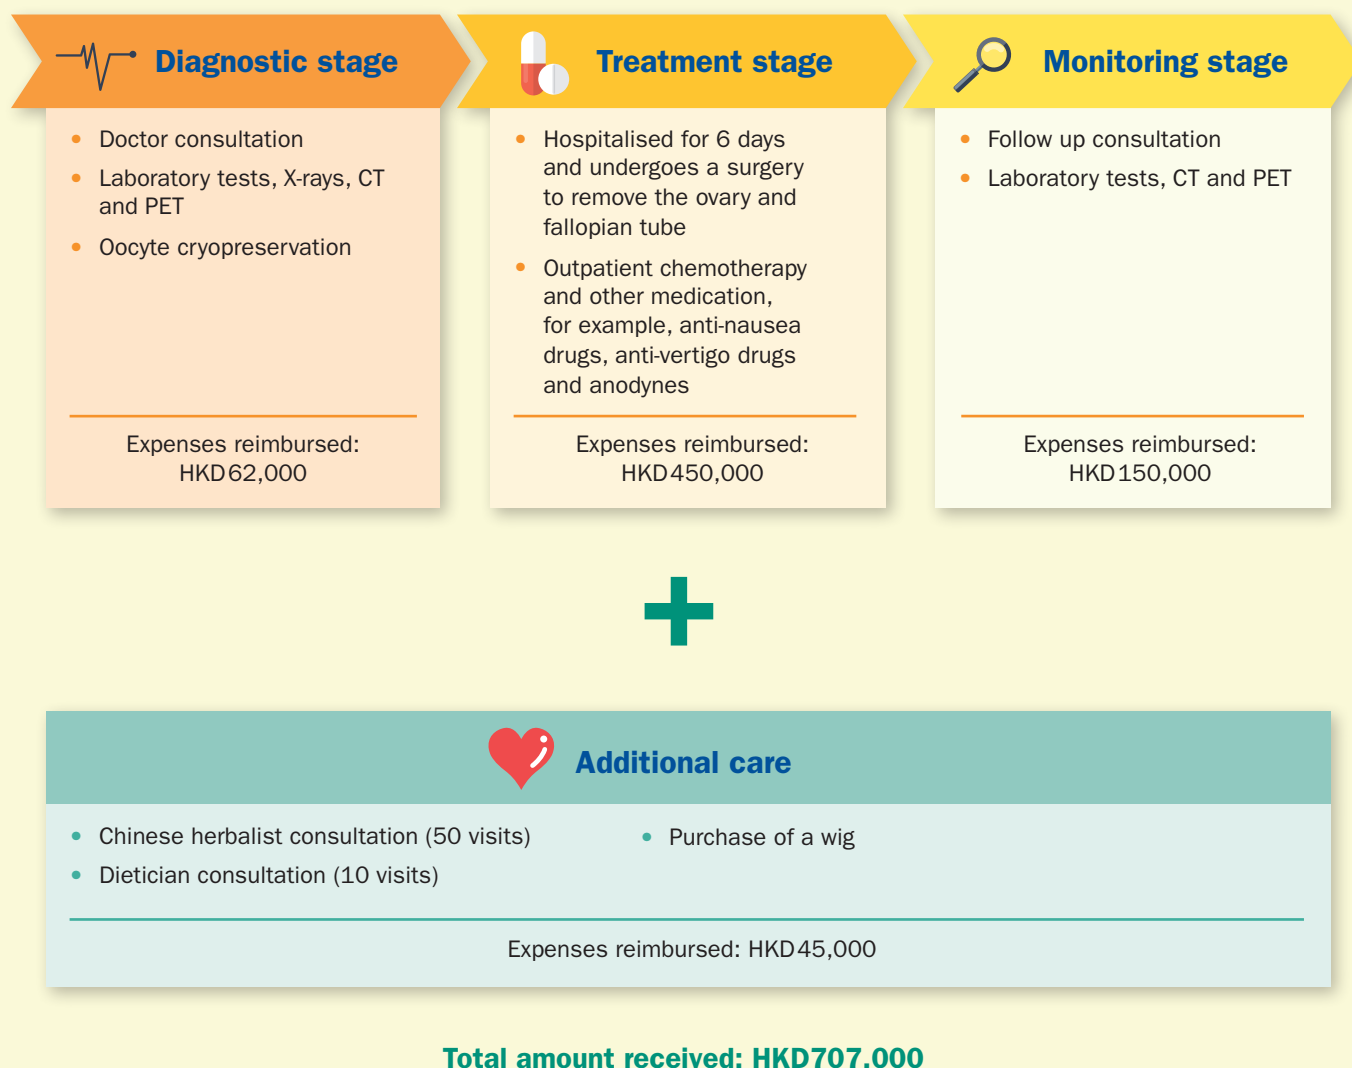 Diagnostic stage
• Doctor consultation
• Laboratory tests, X-rays, CT
and PET
• Oocyte cryopreservation
Expenses reimbursed:
HKD62,000
Treatment stage
• Hospitalised for 6 days
and undergoes a surgery
to remove the ovary and
fallopian tube
• Outpatient chemotherapy
and other medication,
for example, anti-nausea
drugs, anti-vertigo drugs
and anodynes
Expenses reimbursed:
HKD450,000
Monitoring stage
• Follow up consultation
• Laboratory tests, CT and PET
Expenses reimbursed:
HKD150,000
Additional care
• Chinese herbalist consultation (50 visits)
• Dietician consultation (10 visits)
• Purchase of a wig
Expenses reimbursed: HKD45,000
Total amount received: HKD707,000